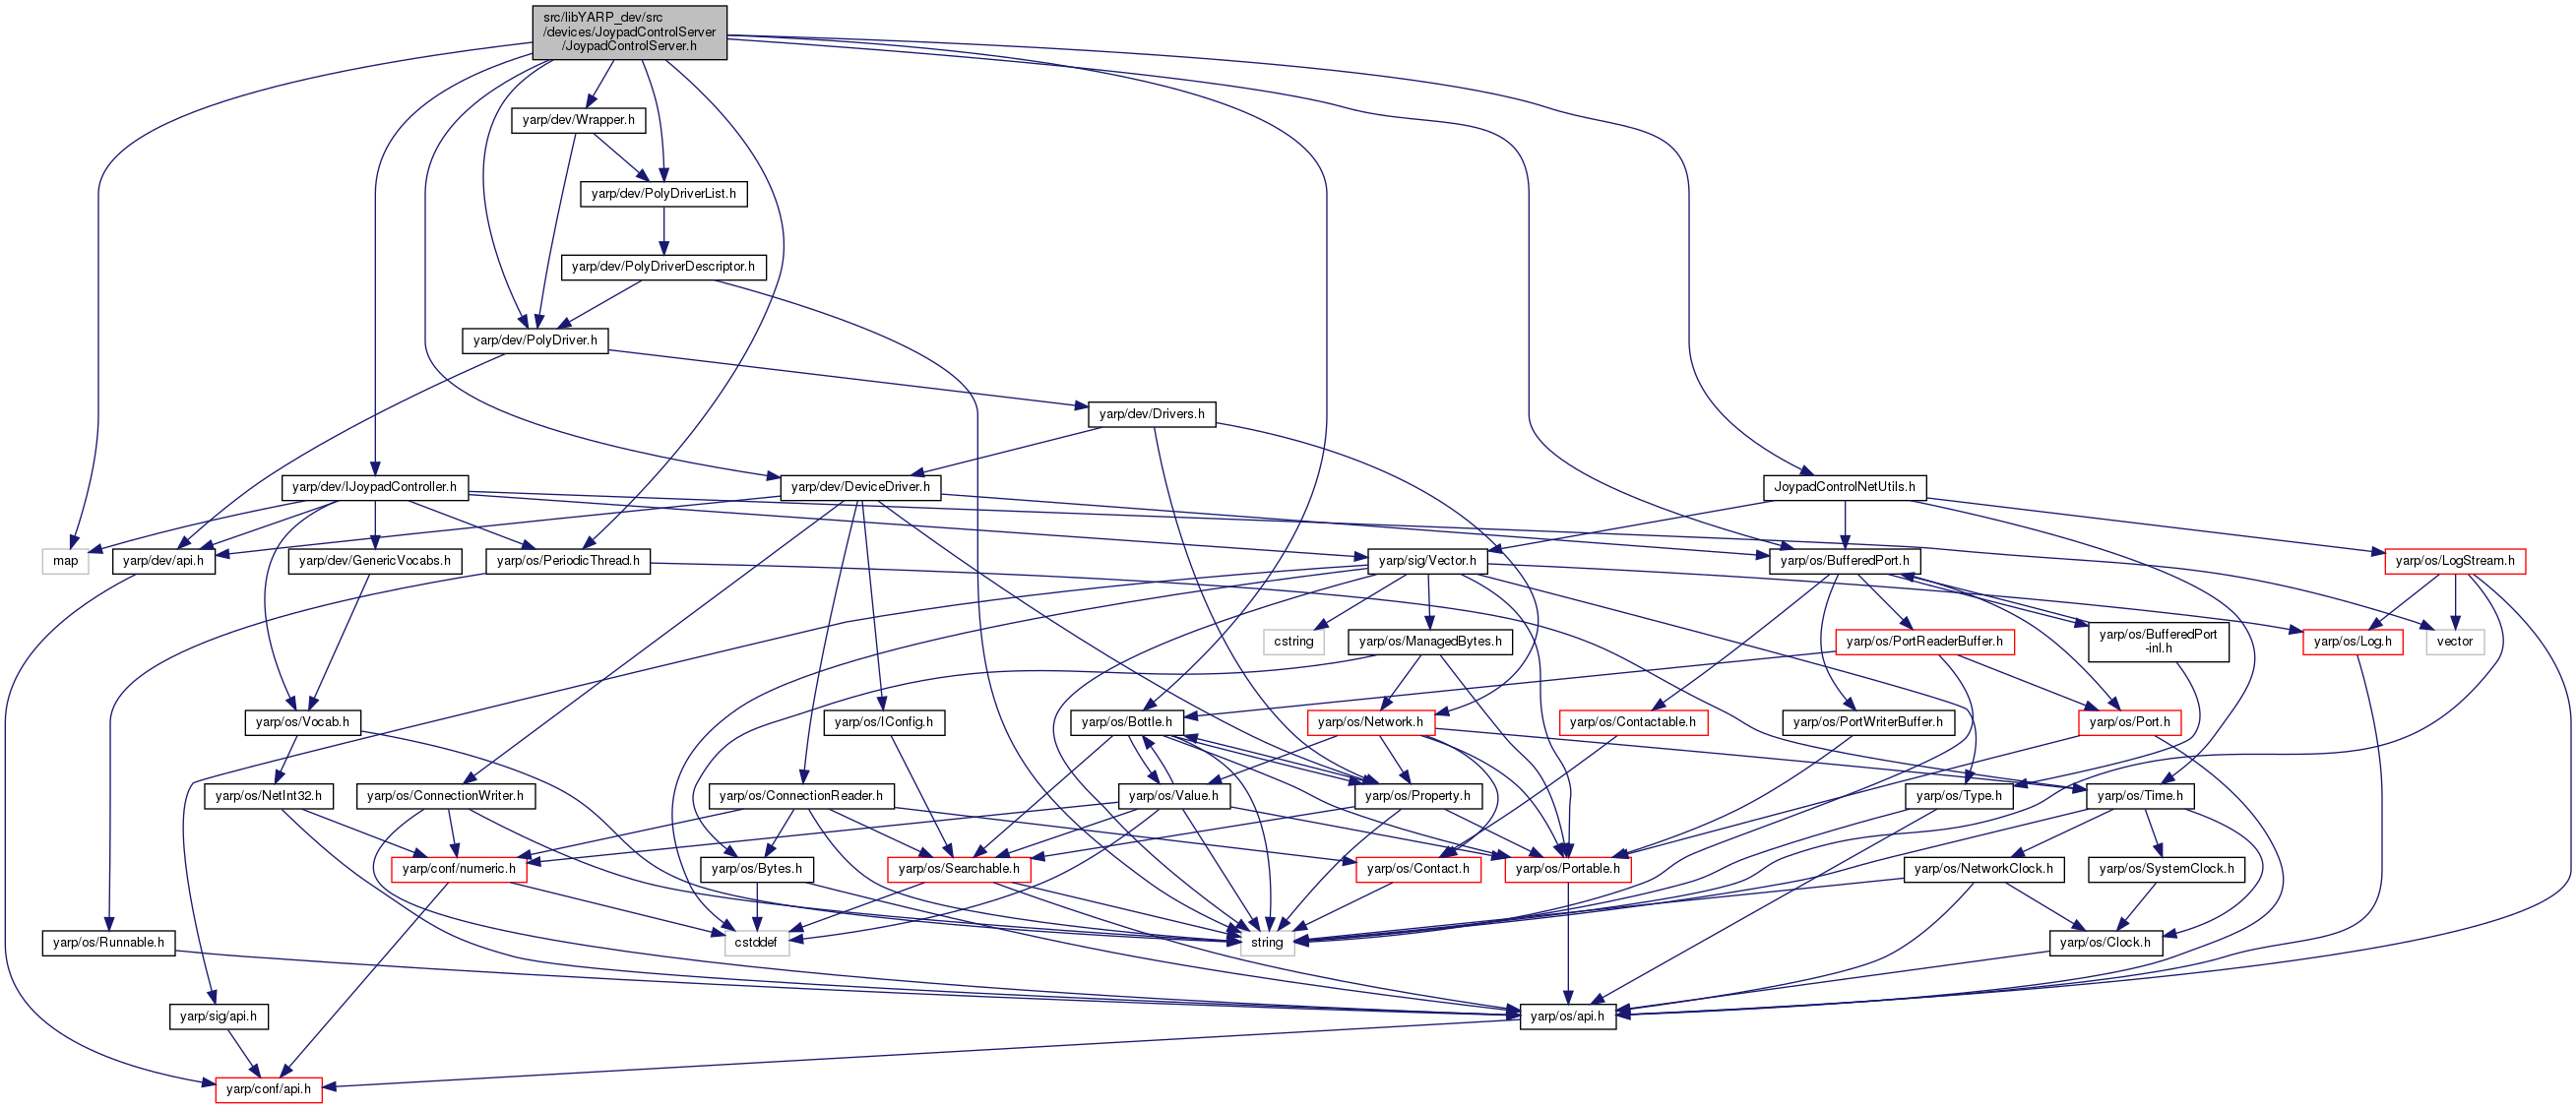 src/libYARP_dev/src
/devices/JoypadControlServer
/JoypadControlServer.h
yarp/dev/Wrapper.h
yarp/dev/PolyDriverList.h
yarp/dev/PolyDriverDescriptor.h
yarp/dev/PolyDriver.h
yarp/dev/Drivers.h
yarp/dev/IJoypadController.h
yarp/dev/DeviceDriver.h
JoypadControlNetUtils.h
map
yarp/dev/api.h
yarp/dev/GenericVocabs.h
yarp/os/PeriodicThread.h
yarp/sig/Vector.h
yarp/os/BufferedPort.h
yarp/os/LogStream.h
cstring
yarp/os/ManagedBytes.h
yarp/os/PortReaderBuffer.h
yarp/os/BufferedPort
-inl.h
yarp/os/Log.h
vector
yarp/os/Vocab.h
yarp/os/IConfig.h
yarp/os/Bottle.h
yarp/os/Network.h
yarp/os/Contactable.h
yarp/os/PortWriterBuffer.h
yarp/os/Port.h
yarp/os/NetInt32.h
yarp/os/ConnectionWriter.h
yarp/os/ConnectionReader.h
yarp/os/Value.h
yarp/os/Property.h
yarp/os/Type.h
yarp/os/Time.h
yarp/conf/numeric.h
yarp/os/Bytes.h
yarp/os/Searchable.h
yarp/os/Contact.h
yarp/os/Portable.h
yarp/os/NetworkClock.h
yarp/os/SystemClock.h
yarp/os/Runnable.h
cstddef
string
yarp/os/Clock.h
yarp/sig/api.h
yarp/os/api.h
yarp/conf/api.h